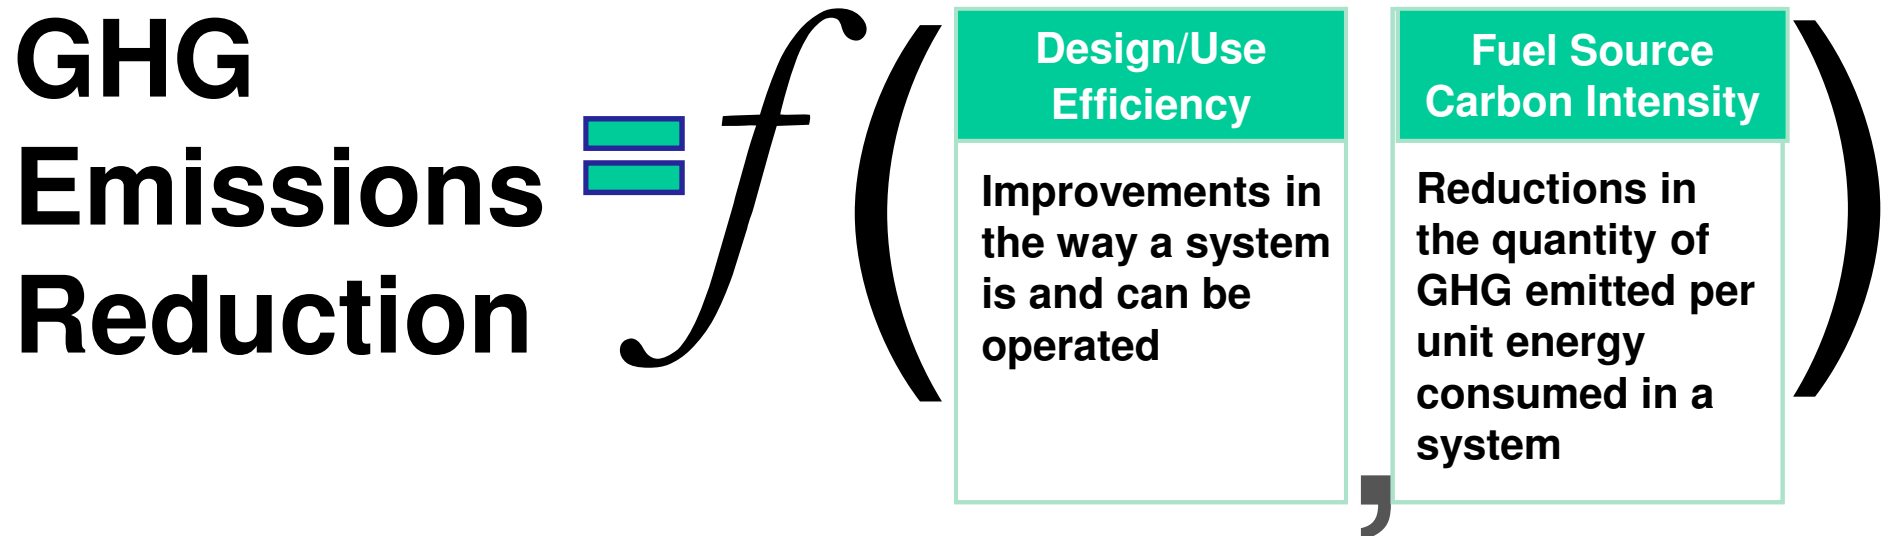 GHG
Emissions
Reduction
=
f
(
Design/Use
Efficiency
Improvements in
the way a system
is and can be
operated
,
Fuel Source
Carbon Intensity
Reductions in
the quantity of
GHG emitted per
unit energy
consumed in a
system
)